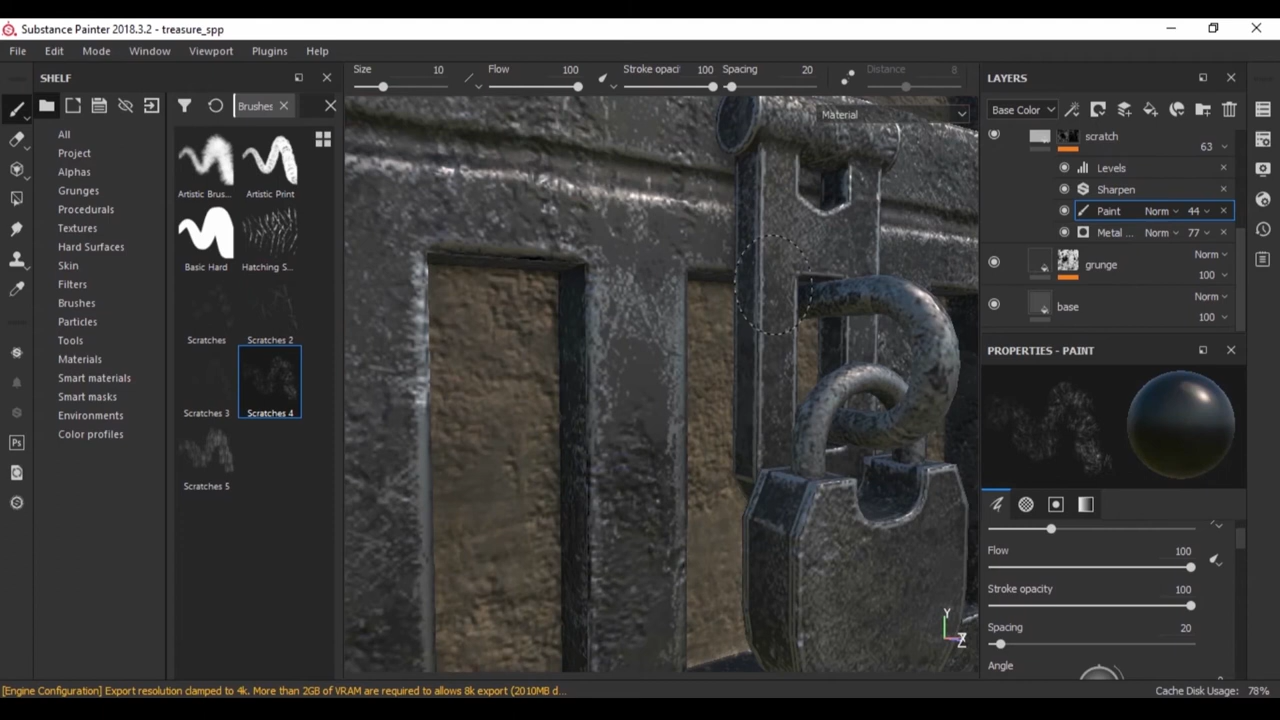 Substance Painter 2018.3.2 - treasure_spp
File Edit Mode Window Viewport Plugins Help
SHELF
Brushes
All
Project
Alphas
Grunges
Procedurals
Textures
Hard Surfaces
Skin
Filters
Brushes
Particles
Tools
Materials
Smart materials
Smart masks
Environments
Color profiles
Artistic Brus... Artistic Print
Basic Hard Hatching S...
Scratches Scratches 2
Scratches 3 Scratches 4
Scratches 5
Size 10 Flow 100 Stroke opaci 100 Spacing 20 Distance 8
Material
Y
Z
LAYERS
Base Color
scratch
63
Levels
Sharpen
Paint Norm 44
Metal ... Norm 77
Norm
grunge
100
Norm
base
100
PROPERTIES - PAINT
Flow 100
Stroke opacity 100
Spacing 20
Angle
[Engine Configuration] Export resolution clamped to 4k. More than 2GB of VRAM are required to allows 8k export (2010MB d...
Cache Disk Usage: 78%